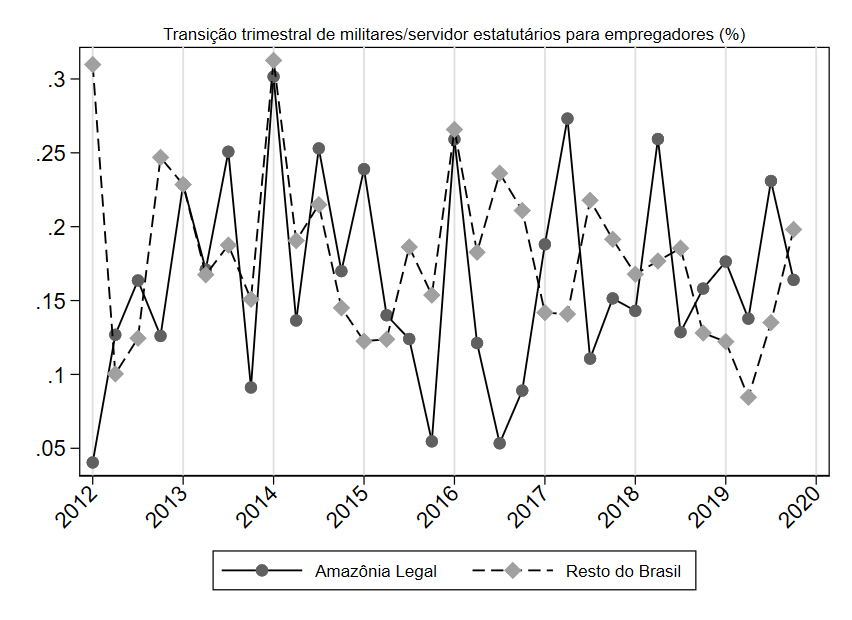 Transição trimestral de militares/servidor estatutários para empregadores (%)
.3
.25
.2
.15
.1
.05
2012 2013 2014 2015 2016 2017 2018 2019 2020
Amazônia Legal Resto do Brasil